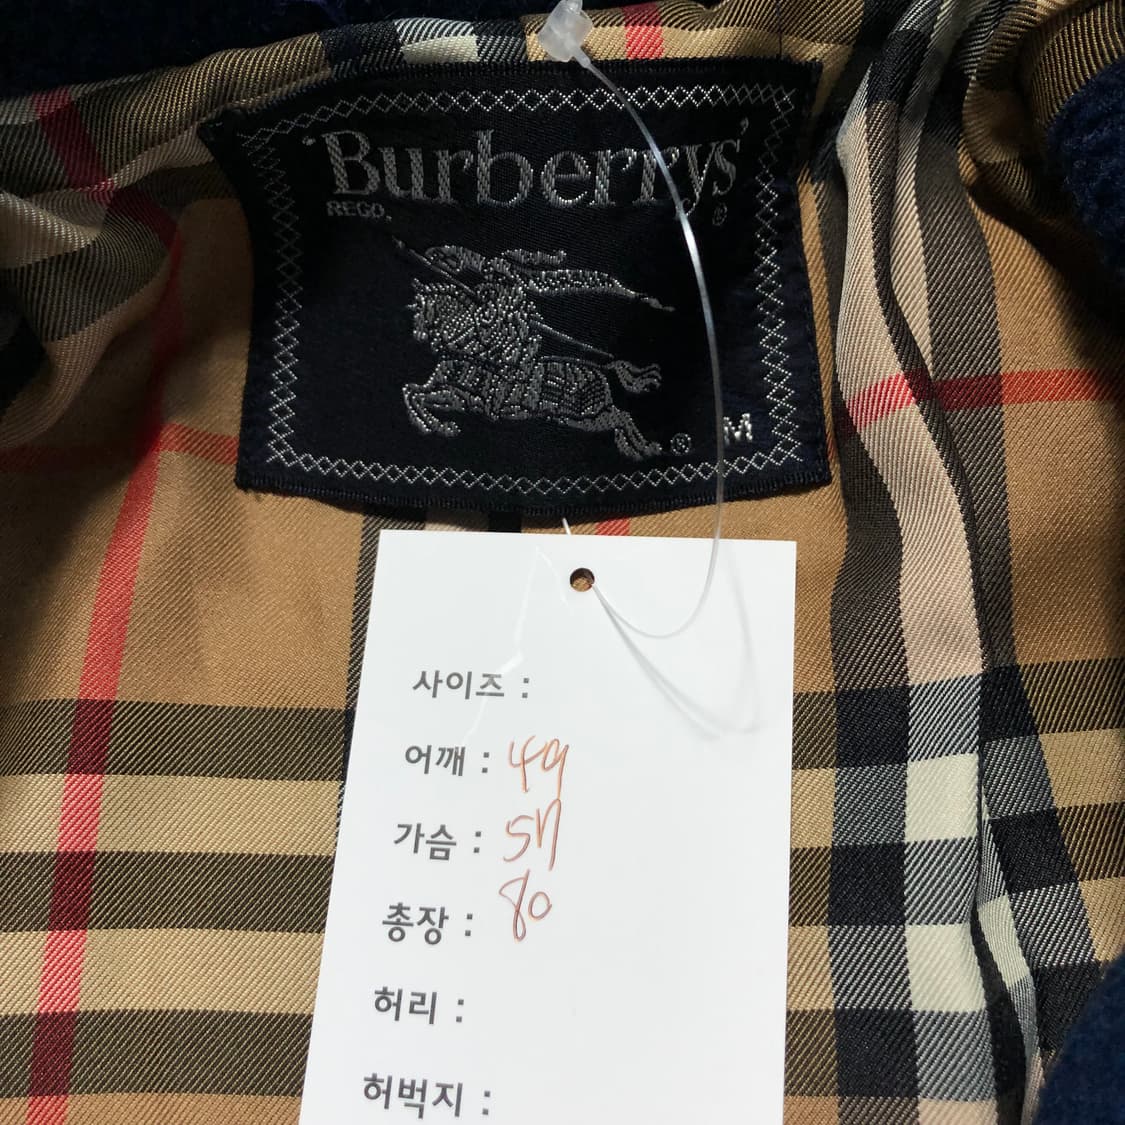 Burberrys'®
REGD.
® M
사이즈 :
어깨 : 49
가슴 : 57
총장 : 80
허리 :
허벅지 :